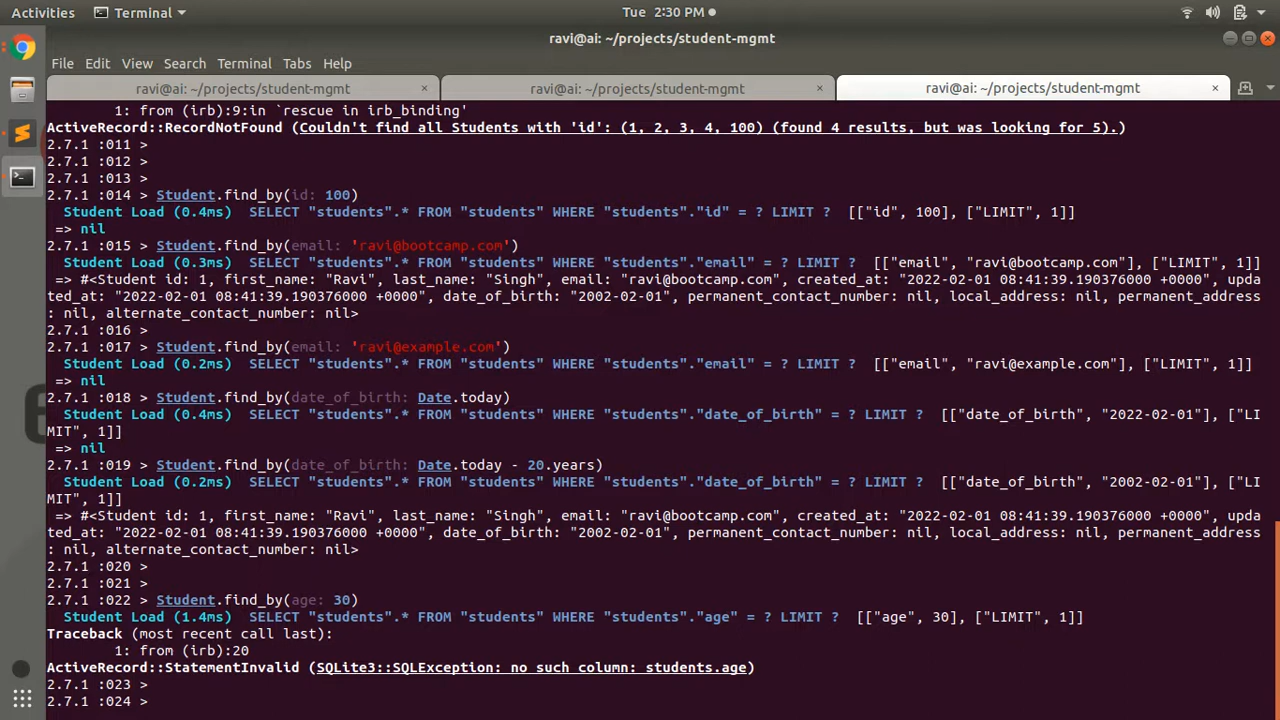 Activities Terminal Tue 2:30 PM
ravi@ai: ~/projects/student-mgmt
File Edit View Search Terminal Tabs Help
ravi@ai: ~/projects/student-mgmt × ravi@ai: ~/projects/student-mgmt × ravi@ai: ~/projects/student-mgmt ×
1: from (irb):9:in `rescue in irb_binding'
ActiveRecord::RecordNotFound (Couldn't find all Students with 'id': (1, 2, 3, 4, 100) (found 4 results, but was looking for 5).)
2.7.1 :011 >
2.7.1 :012 >
2.7.1 :013 >
2.7.1 :014 > Student.find_by(id: 100)
Student Load (0.4ms) SELECT "students".* FROM "students" WHERE "students"."id" = ? LIMIT ? [["id", 100], ["LIMIT", 1]]
=> nil
2.7.1 :015 > Student.find_by(email: 'ravi@bootcamp.com')
Student Load (0.3ms) SELECT "students".* FROM "students" WHERE "students"."email" = ? LIMIT ? [["email", "ravi@bootcamp.com"], ["LIMIT", 1]]
=> #<Student id: 1, first_name: "Ravi", last_name: "Singh", email: "ravi@bootcamp.com", created_at: "2022-02-01 08:41:39.190376000 +0000", upda
ted_at: "2022-02-01 08:41:39.190376000 +0000", date_of_birth: "2002-02-01", permanent_contact_number: nil, local_address: nil, permanent_address
: nil, alternate_contact_number: nil>
2.7.1 :016 >
2.7.1 :017 > Student.find_by(email: 'ravi@example.com')
Student Load (0.2ms) SELECT "students".* FROM "students" WHERE "students"."email" = ? LIMIT ? [["email", "ravi@example.com"], ["LIMIT", 1]]
=> nil
2.7.1 :018 > Student.find_by(date_of_birth: Date.today)
Student Load (0.4ms) SELECT "students".* FROM "students" WHERE "students"."date_of_birth" = ? LIMIT ? [["date_of_birth", "2022-02-01"], ["LI
MIT", 1]]
=> nil
2.7.1 :019 > Student.find_by(date_of_birth: Date.today - 20.years)
Student Load (0.2ms) SELECT "students".* FROM "students" WHERE "students"."date_of_birth" = ? LIMIT ? [["date_of_birth", "2002-02-01"], ["LI
MIT", 1]]
=> #<Student id: 1, first_name: "Ravi", last_name: "Singh", email: "ravi@bootcamp.com", created_at: "2022-02-01 08:41:39.190376000 +0000", upda
ted_at: "2022-02-01 08:41:39.190376000 +0000", date_of_birth: "2002-02-01", permanent_contact_number: nil, local_address: nil, permanent_address
: nil, alternate_contact_number: nil>
2.7.1 :020 >
2.7.1 :021 >
2.7.1 :022 > Student.find_by(age: 30)
Student Load (1.4ms) SELECT "students".* FROM "students" WHERE "students"."age" = ? LIMIT ? [["age", 30], ["LIMIT", 1]]
Traceback (most recent call last):
1: from (irb):20
ActiveRecord::StatementInvalid (SQLite3::SQLException: no such column: students.age)
2.7.1 :023 >
2.7.1 :024 >